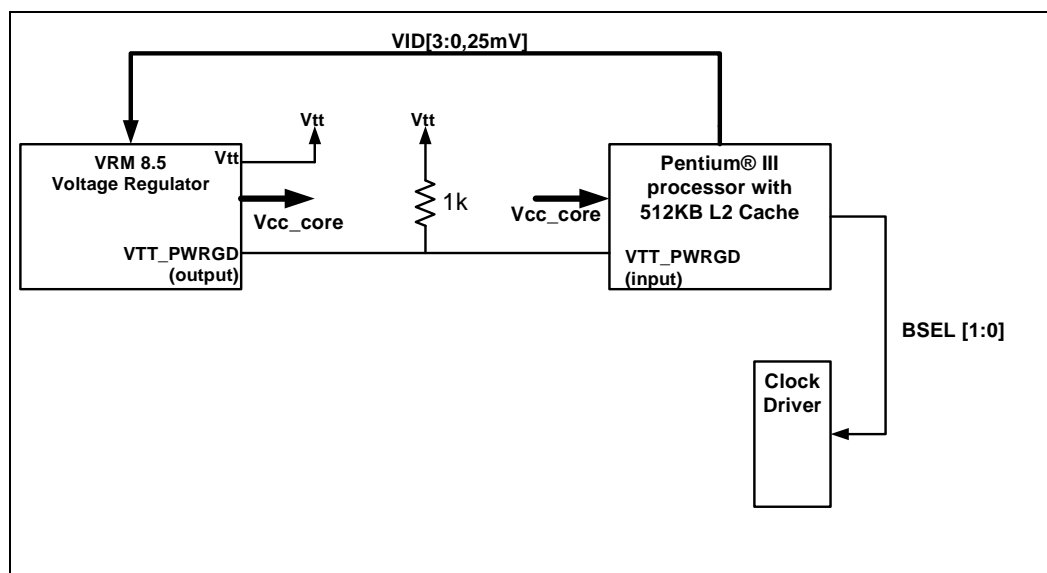 VID[3:0,25mV]
VRM 8.5
Voltage Regulator
Vtt
Vtt
Vcc_core
VTT_PWRGD
(output)
Vtt
1k
Vcc_core
Pentium® III
processor with
512KB L2 Cache
VTT_PWRGD
(input)
BSEL [1:0]
Clock
Driver